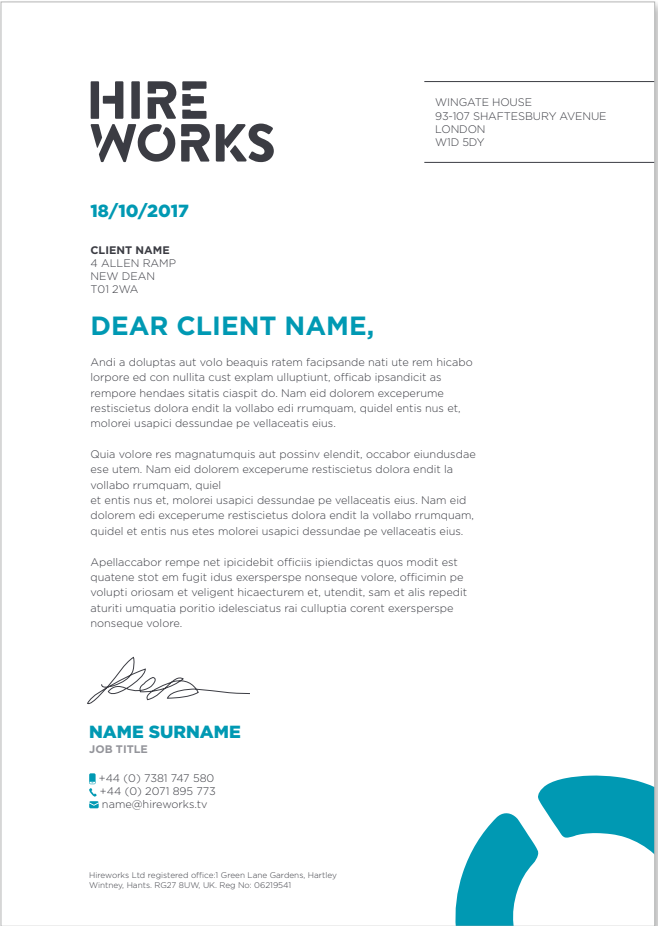 HIRE
WORKS
WINGATE HOUSE
93-107 SHAFTESBURY AVENUE
LONDON
W1D 5DY
18/10/2017
CLIENT NAME
4 ALLEN RAMP
NEW DEAN
T01 2WA
DEAR CLIENT NAME,
Andi a doluptas aut volo beaquis ratem facipsande nati ute rem hicabo
lorpore ed con nullita cust explam ulluptiunt, officab ipsandicit as
rempore hendaes sitatis ciaspit do. Nam eid dolorem exceperume
restiscietus dolora endit la vollabo edi rrumquam, quidel entis nus et,
molorei usapici dessundae pe vellaceatis eius.
Quia volore res magnatumquis aut possinv elendit, occabor eiundusdae
ese utem. Nam eid dolorem exceperume restiscietus dolora endit la
vollabo rrumquam, quiel
et entis nus et, molorei usapici dessundae pe vellaceatis eius. Nam eid
dolorem edi exceperume restiscietus dolora endit la vollabo rrumquam,
quidel et entis nus etes molorei usapici dessundae pe vellaceatis eius.
Apellaccabor rempe net ipicidebit officiis ipiendictas quos modit est
quatene stot em fugit idus exersperspe nonseque volore, officimin pe
volupti oriosam et veligent hicaecturem et, utendit, sam et alis repedit
aturiti umquatia poritio idelesciatus rai culluptia corent exersperspe
nonseque volore.
NAME SURNAME
JOB TITLE
+44 (0) 7381 747 580
+44 (0) 2071 895 773
name@hireworks.tv
Hireworks Ltd registered office:1 Green Lane Gardens, Hartley
Wintney, Hants. RG27 8UW, UK. Reg No: 06219541